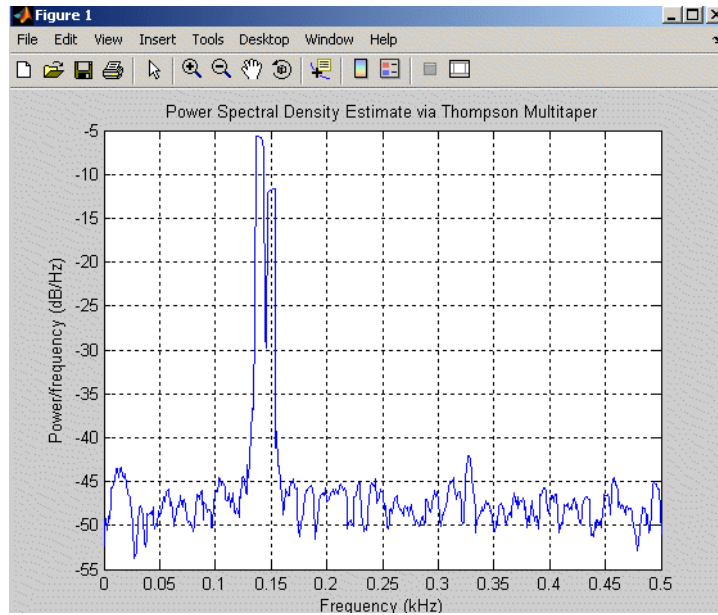 Figure 1
File Edit View Insert Tools Desktop Window Help
Power Spectral Density Estimate via Thompson Multitaper
Power/frequency (dB/Hz)
-5
-10
-15
-20
-25
-30
-35
-40
-45
-50
-55
0 0.05 0.1 0.15 0.2 0.25 0.3 0.35 0.4 0.45 0.5
Frequency (kHz)